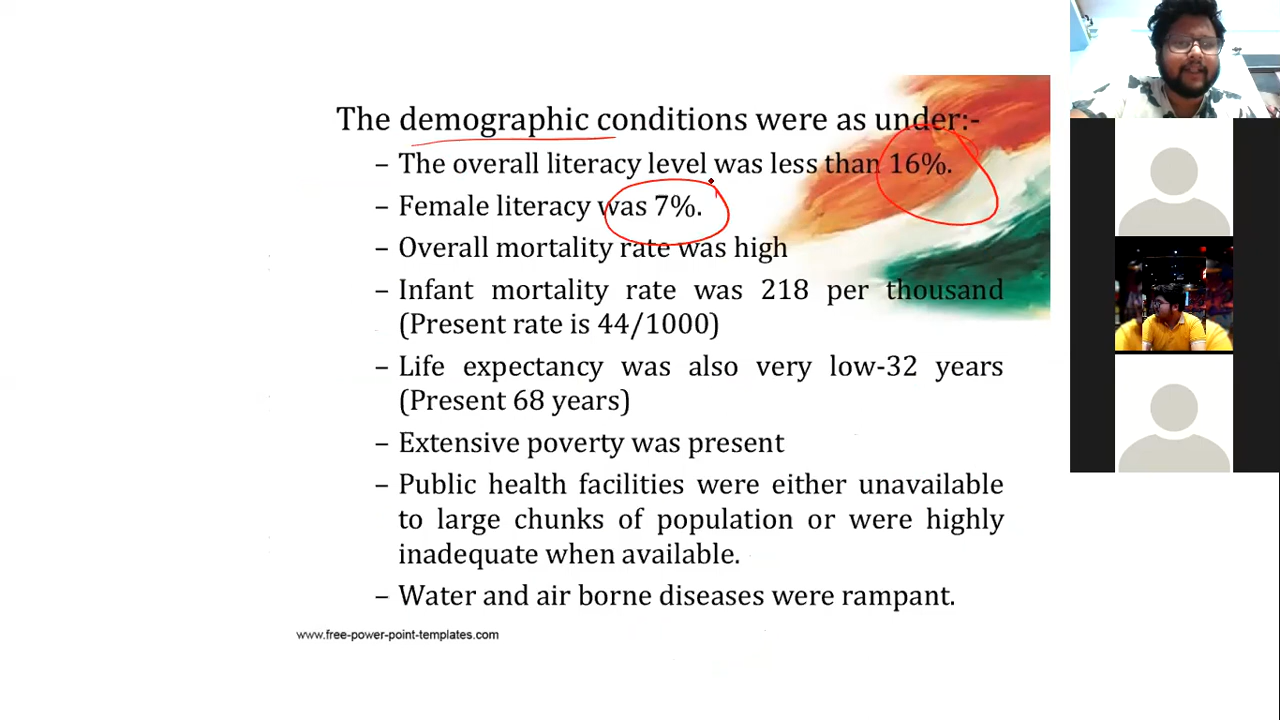 The demographic conditions were as under:-
– The overall literacy level was less than 16%.
– Female literacy was 7%.
– Overall mortality rate was high
– Infant mortality rate was 218 per thousand
(Present rate is 44/1000)
– Life expectancy was also very low-32 years
(Present 68 years)
– Extensive poverty was present
– Public health facilities were either unavailable
to large chunks of population or were highly
inadequate when available.
– Water and air borne diseases were rampant.
www.free-power-point-templates.com